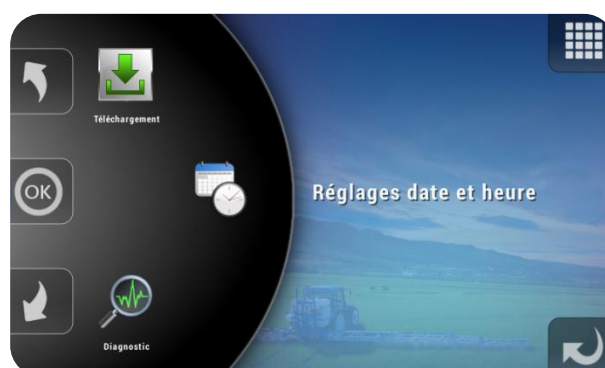 Téléchargement
OK
Réglages date et heure
Diagnostic